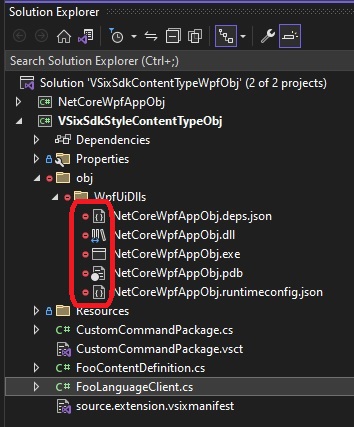 Solution Explorer
Search Solution Explorer (Ctrl+;)
Solution 'VSixSdkContentTypeWpfObj' (2 of 2 projects)
C# NetCoreWpfAppObj
C# VSixSdkStyleContentTypeObj
Dependencies
Properties
obj
WpfUiDlls
NetCoreWpfAppObj.deps.json
NetCoreWpfAppObj.dll
NetCoreWpfAppObj.exe
NetCoreWpfAppObj.pdb
NetCoreWpfAppObj.runtimeconfig.json
Resources
C# CustomCommandPackage.cs
CustomCommandPackage.vsct
C# FooContentDefinition.cs
C# FooLanguageClient.cs
source.extension.vsixmanifest